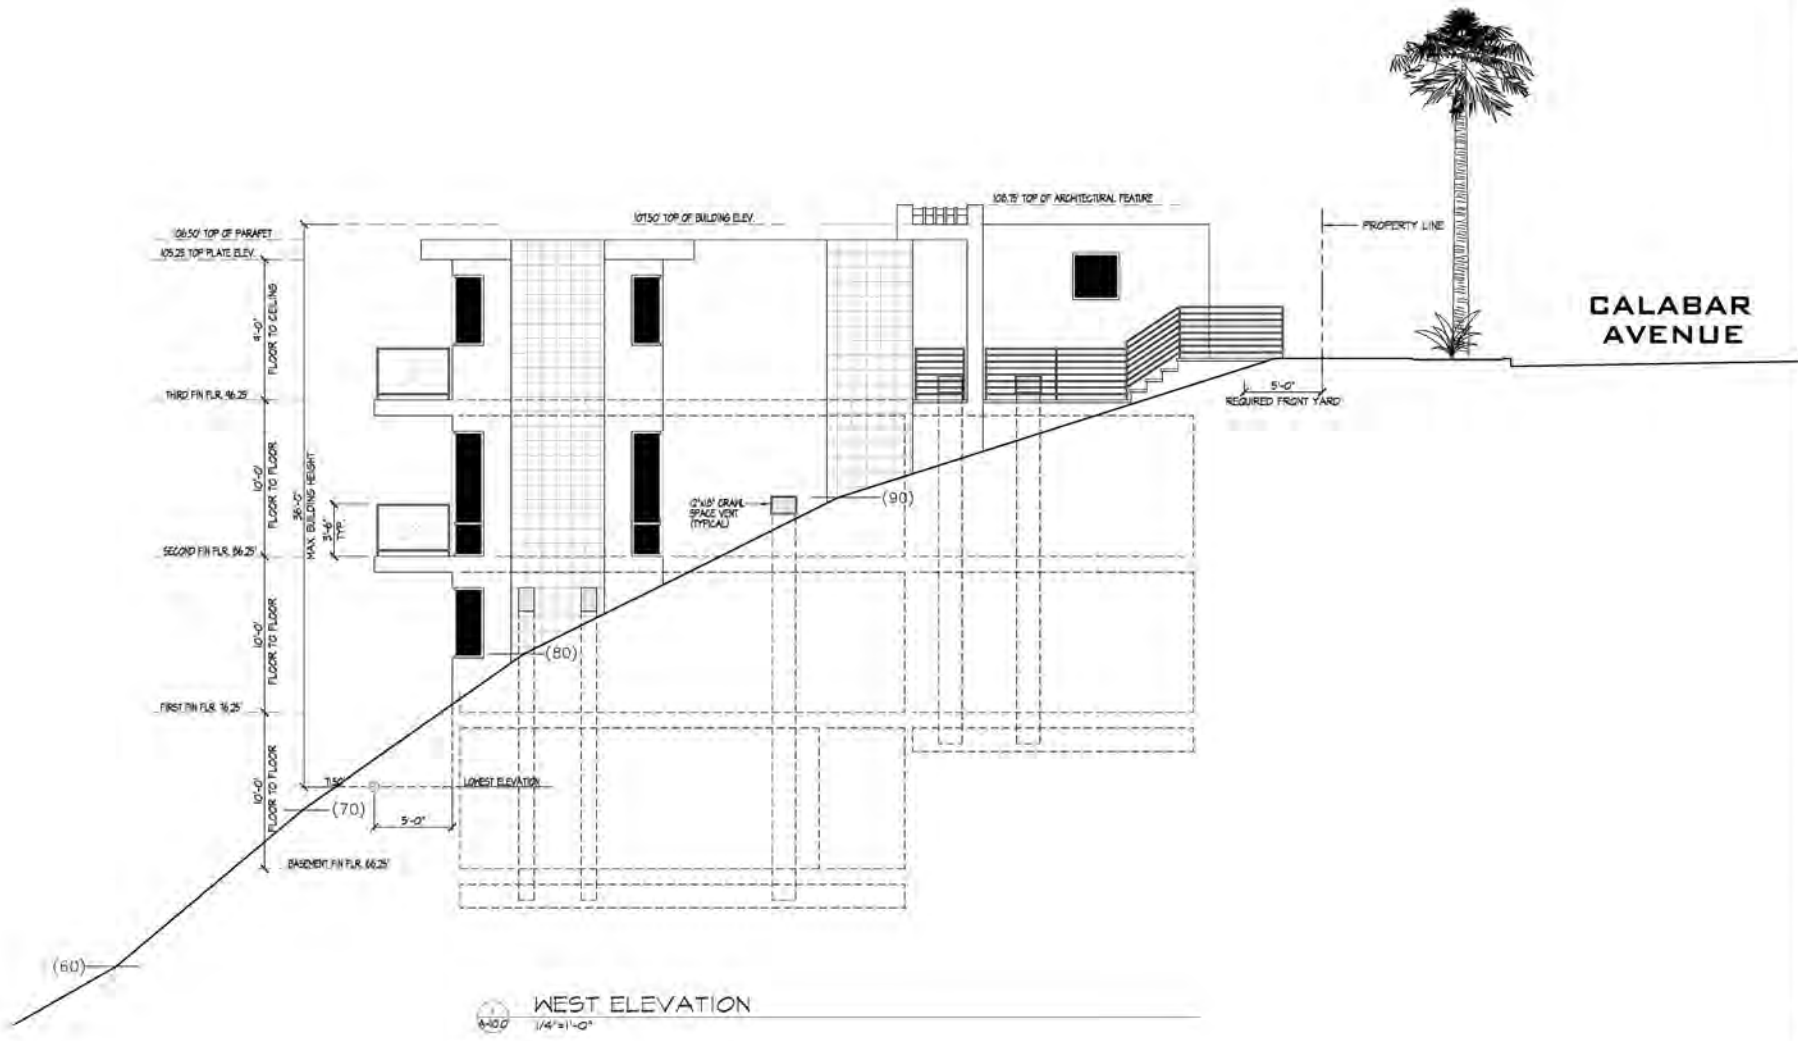 108.75' TOP OF ARCHITECTURAL FEATURE
107.50' TOP OF BUILDING ELEV.
PROPERTY LINE
106.50' TOP OF PARAPET
105.25 TOP PLATE ELEV.
CALABAR
AVENUE
FLOOR TO CEILING
THIRD FIN FLR. 96.25'
5'-0"
REQUIRED FRONT YARD
10'-0"
FLOOR TO FLOOR
36'-0"
MAX. BUILDING HEIGHT
3'-6"
TYP.
12"x18" CRAWL
SPACE VENT
(TYPICAL)
(90)
SECOND FIN FLR. 86.25'
10'-0"
FLOOR TO FLOOR
(80)
FIRST FIN FLR. 76.25'
10'-0"
FLOOR TO FLOOR
71.50'
LOWEST ELEVATION
(70)
5'-0"
BASEMENT FIN FLR. 66.25'
(60)
1
A-10.0
WEST ELEVATION
1/4"=1'-0"